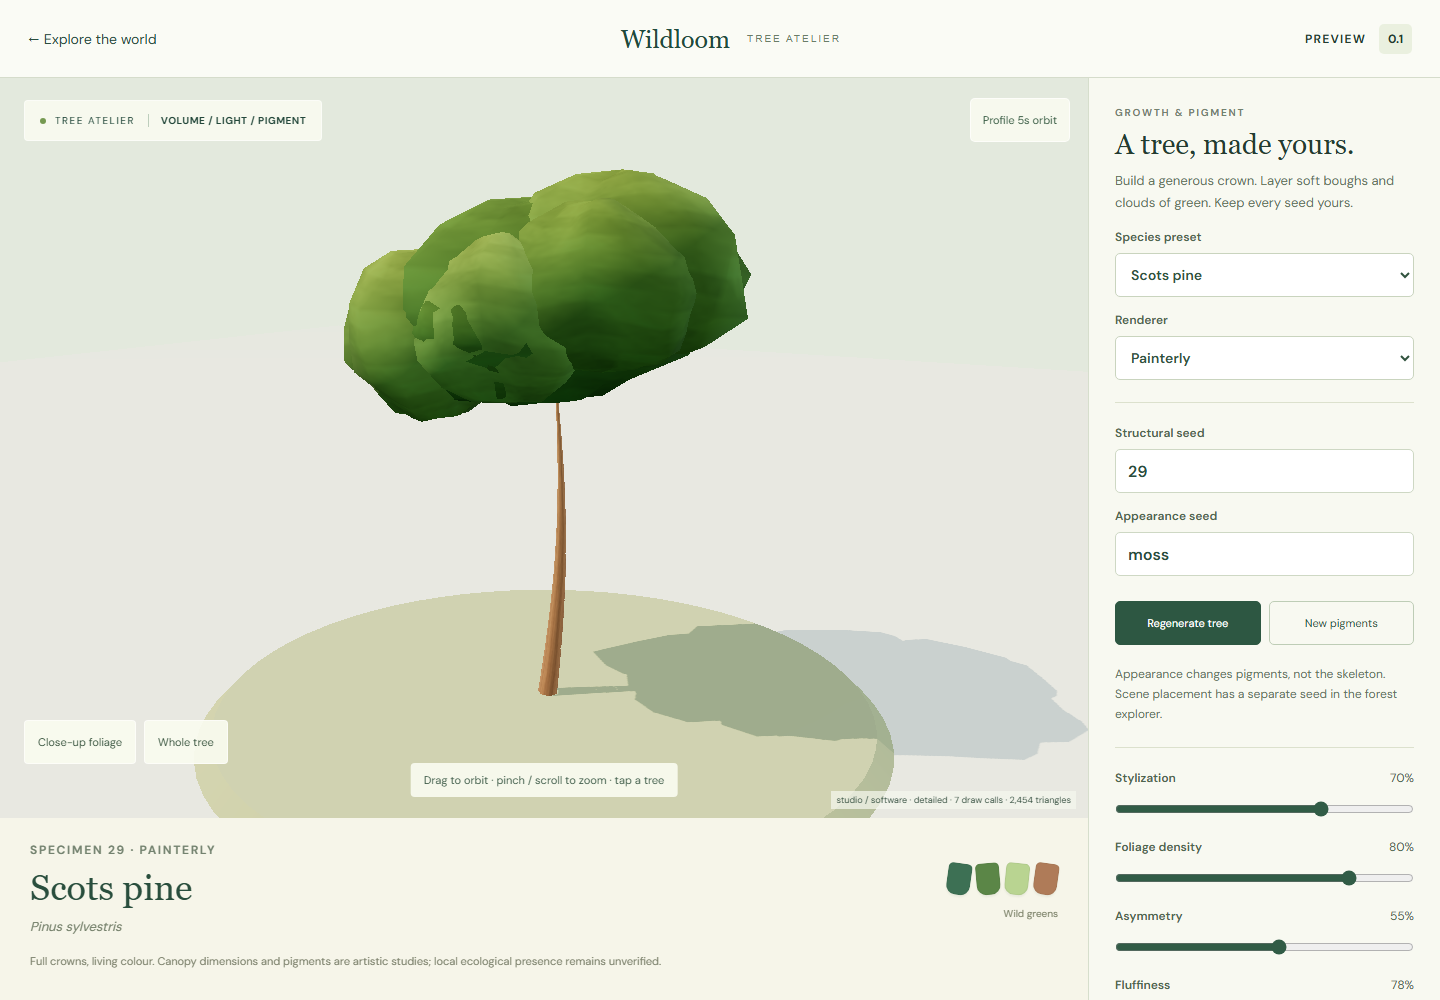 ← Explore the world
Wildloom TREE ATELIER
PREVIEW 0.1
TREE ATELIER VOLUME / LIGHT / PIGMENT
Profile 5s orbit
Close-up foliage
Whole tree
Drag to orbit · pinch / scroll to zoom · tap a tree
studio / software · detailed · 7 draw calls · 2,454 triangles
SPECIMEN 29 · PAINTERLY
Scots pine
Pinus sylvestris
Full crowns, living colour. Canopy dimensions and pigments are artistic studies; local ecological presence remains unverified.
Wild greens
GROWTH & PIGMENT
A tree, made yours.
Build a generous crown. Layer soft boughs and
clouds of green. Keep every seed yours.
Species preset
Scots pine
Renderer
Painterly
Structural seed
29
Appearance seed
moss
Regenerate tree
New pigments
Appearance changes pigments, not the skeleton.
Scene placement has a separate seed in the forest
explorer.
Stylization 70%
Foliage density 80%
Asymmetry 55%
Fluffiness 78%